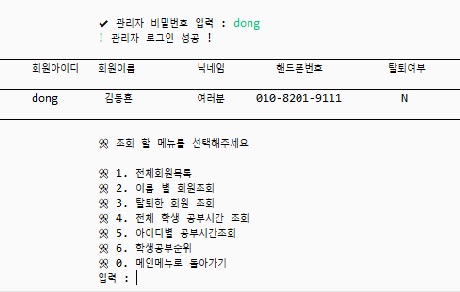 ✔ 관리자 비밀번호 입력 : dong
! 관리자 로그인 성공 !
회원아이디 회원이름 닉네임 핸드폰번호 탈퇴여부
dong 김동훈 여러분 010-8201-9111 N
🎀 조회 할 메뉴를 선택해주세요
🎀 1. 전체회원목록
🎀 2. 이름 별 회원조회
🎀 3. 탈퇴한 회원 조회
🎀 4. 전체 학생 공부시간 조회
🎀 5. 아이디별 공부시간조회
🎀 6. 학생공부순위
🎀 0. 메인메뉴로 돌아가기
입력 :